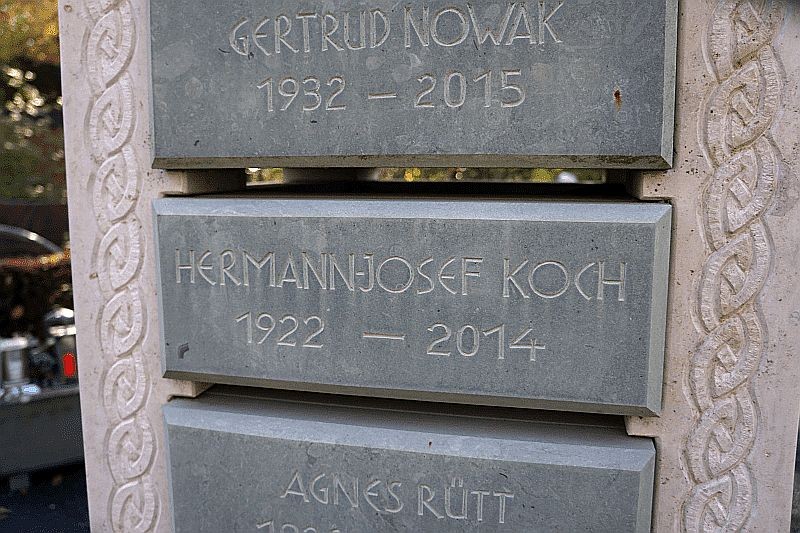 GERTRUD NOWAK
1932 – 2015
HERMANN-JOSEF KOCH
1922 – 2014
AGNES RÜTT